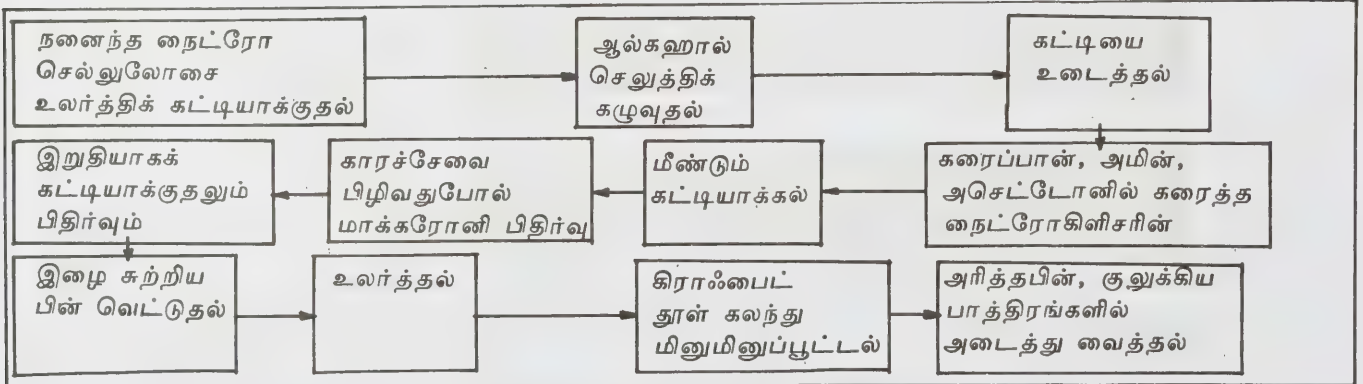 நனைந்த நைட்ரோ
செல்லுலோசை
உலர்த்திக் கட்டியாக்குதல்
ஆல்கஹால்
செலுத்திக்
கழுவுதல்
கட்டியை
உடைத்தல்
கரைப்பான், அமின்,
அசெட்டோனில் கரைத்த
நைட்ரோகிளிசரின்
மீண்டும்
கட்டியாக்கல்
காரச்சேவை
பிழிவதுபோல்
மாக்கரோனி பிதிர்வு
இறுதியாகக்
கட்டியாக்குதலும்
பிதிர்வும்
இழை சுற்றிய
பின் வெட்டுதல்
உலர்த்தல்
கிராஃபைட்
தூள் கலந்து
மினுமினுப்பூட்டல்
அரித்தபின், குலுக்கிய
பாத்திரங்களில்
அடைத்து வைத்தல்